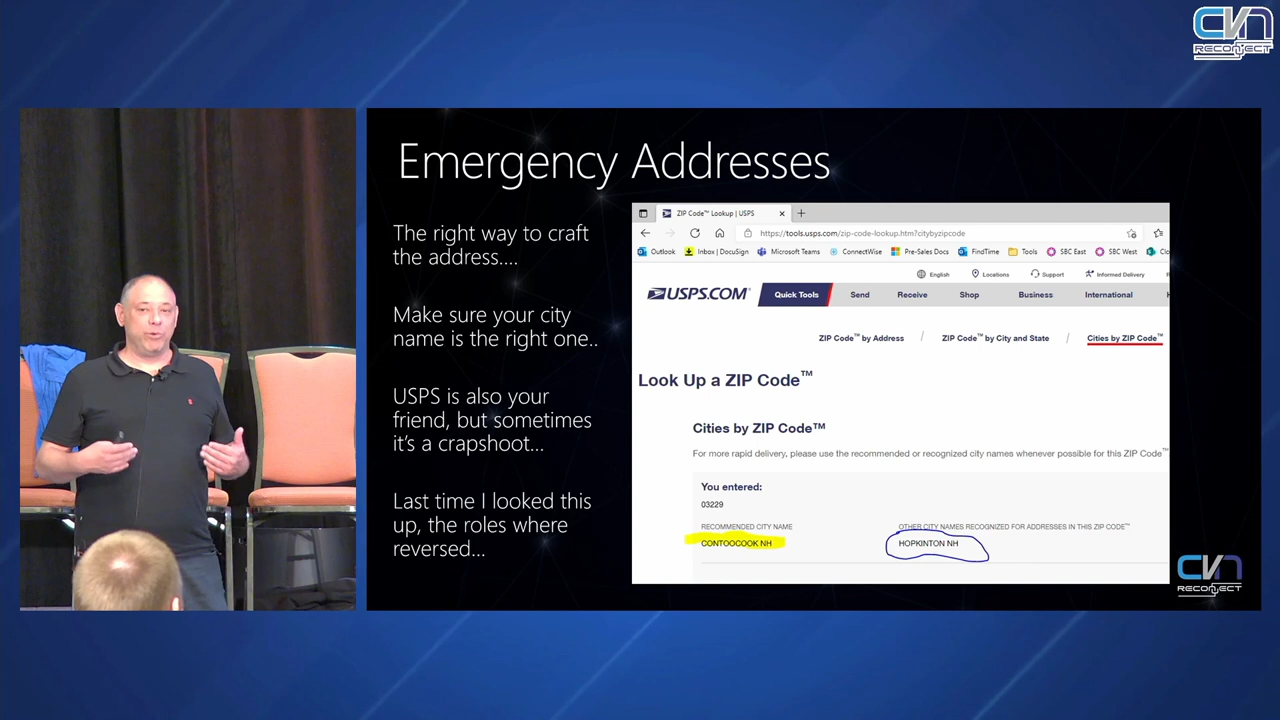 CVN
RECONNECT
Emergency Addresses
The right way to craft
the address....
Make sure your city
name is the right one..
USPS is also your
friend, but sometimes
it's a crapshoot...
Last time I looked this
up, the roles where
reversed...
ZIP Code™ Lookup | USPS
https://tools.usps.com/zip-code-lookup.htm?citybyzipcode
Outlook Inbox | DocuSign Microsoft Teams ConnectWise Pre-Sales Docs FindTime Tools SBC East SBC West Clo
English Locations Support Informed Delivery
USPS.COM® Quick Tools Send Receive Shop Business International
ZIP Code™ by Address / ZIP Code™ by City and State / Cities by ZIP Code™
Look Up a ZIP Code™
Cities by ZIP Code™
For more rapid delivery, please use the recommended or recognized city names whenever possible for this ZIP Code™
You entered:
03229
RECOMMENDED CITY NAME OTHER CITY NAMES RECOGNIZED FOR ADDRESSES IN THIS ZIP CODE™
CONTOOCOOK NH HOPKINTON NH
CVN
RECONNECT